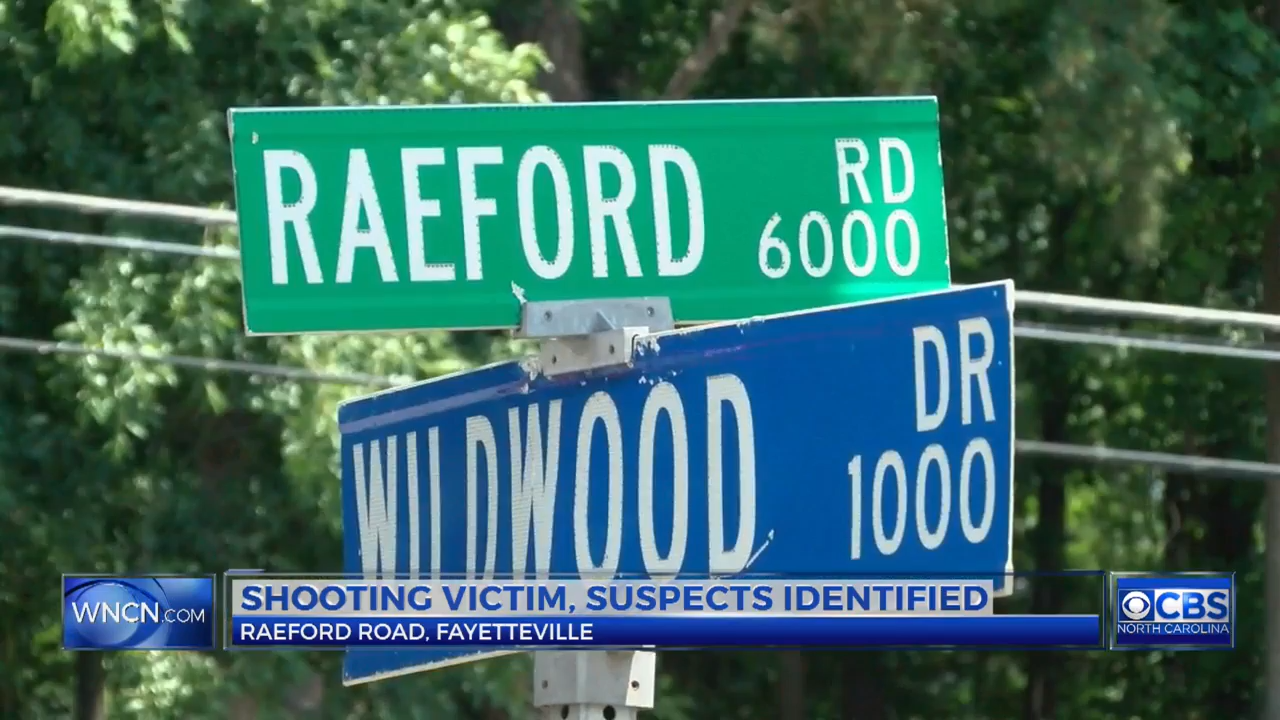 RAEFORD RD
6000
WILDWOOD DR
1000
WNCN.COM
SHOOTING VICTIM, SUSPECTS IDENTIFIED
RAEFORD ROAD, FAYETTEVILLE
CBS
NORTH CAROLINA